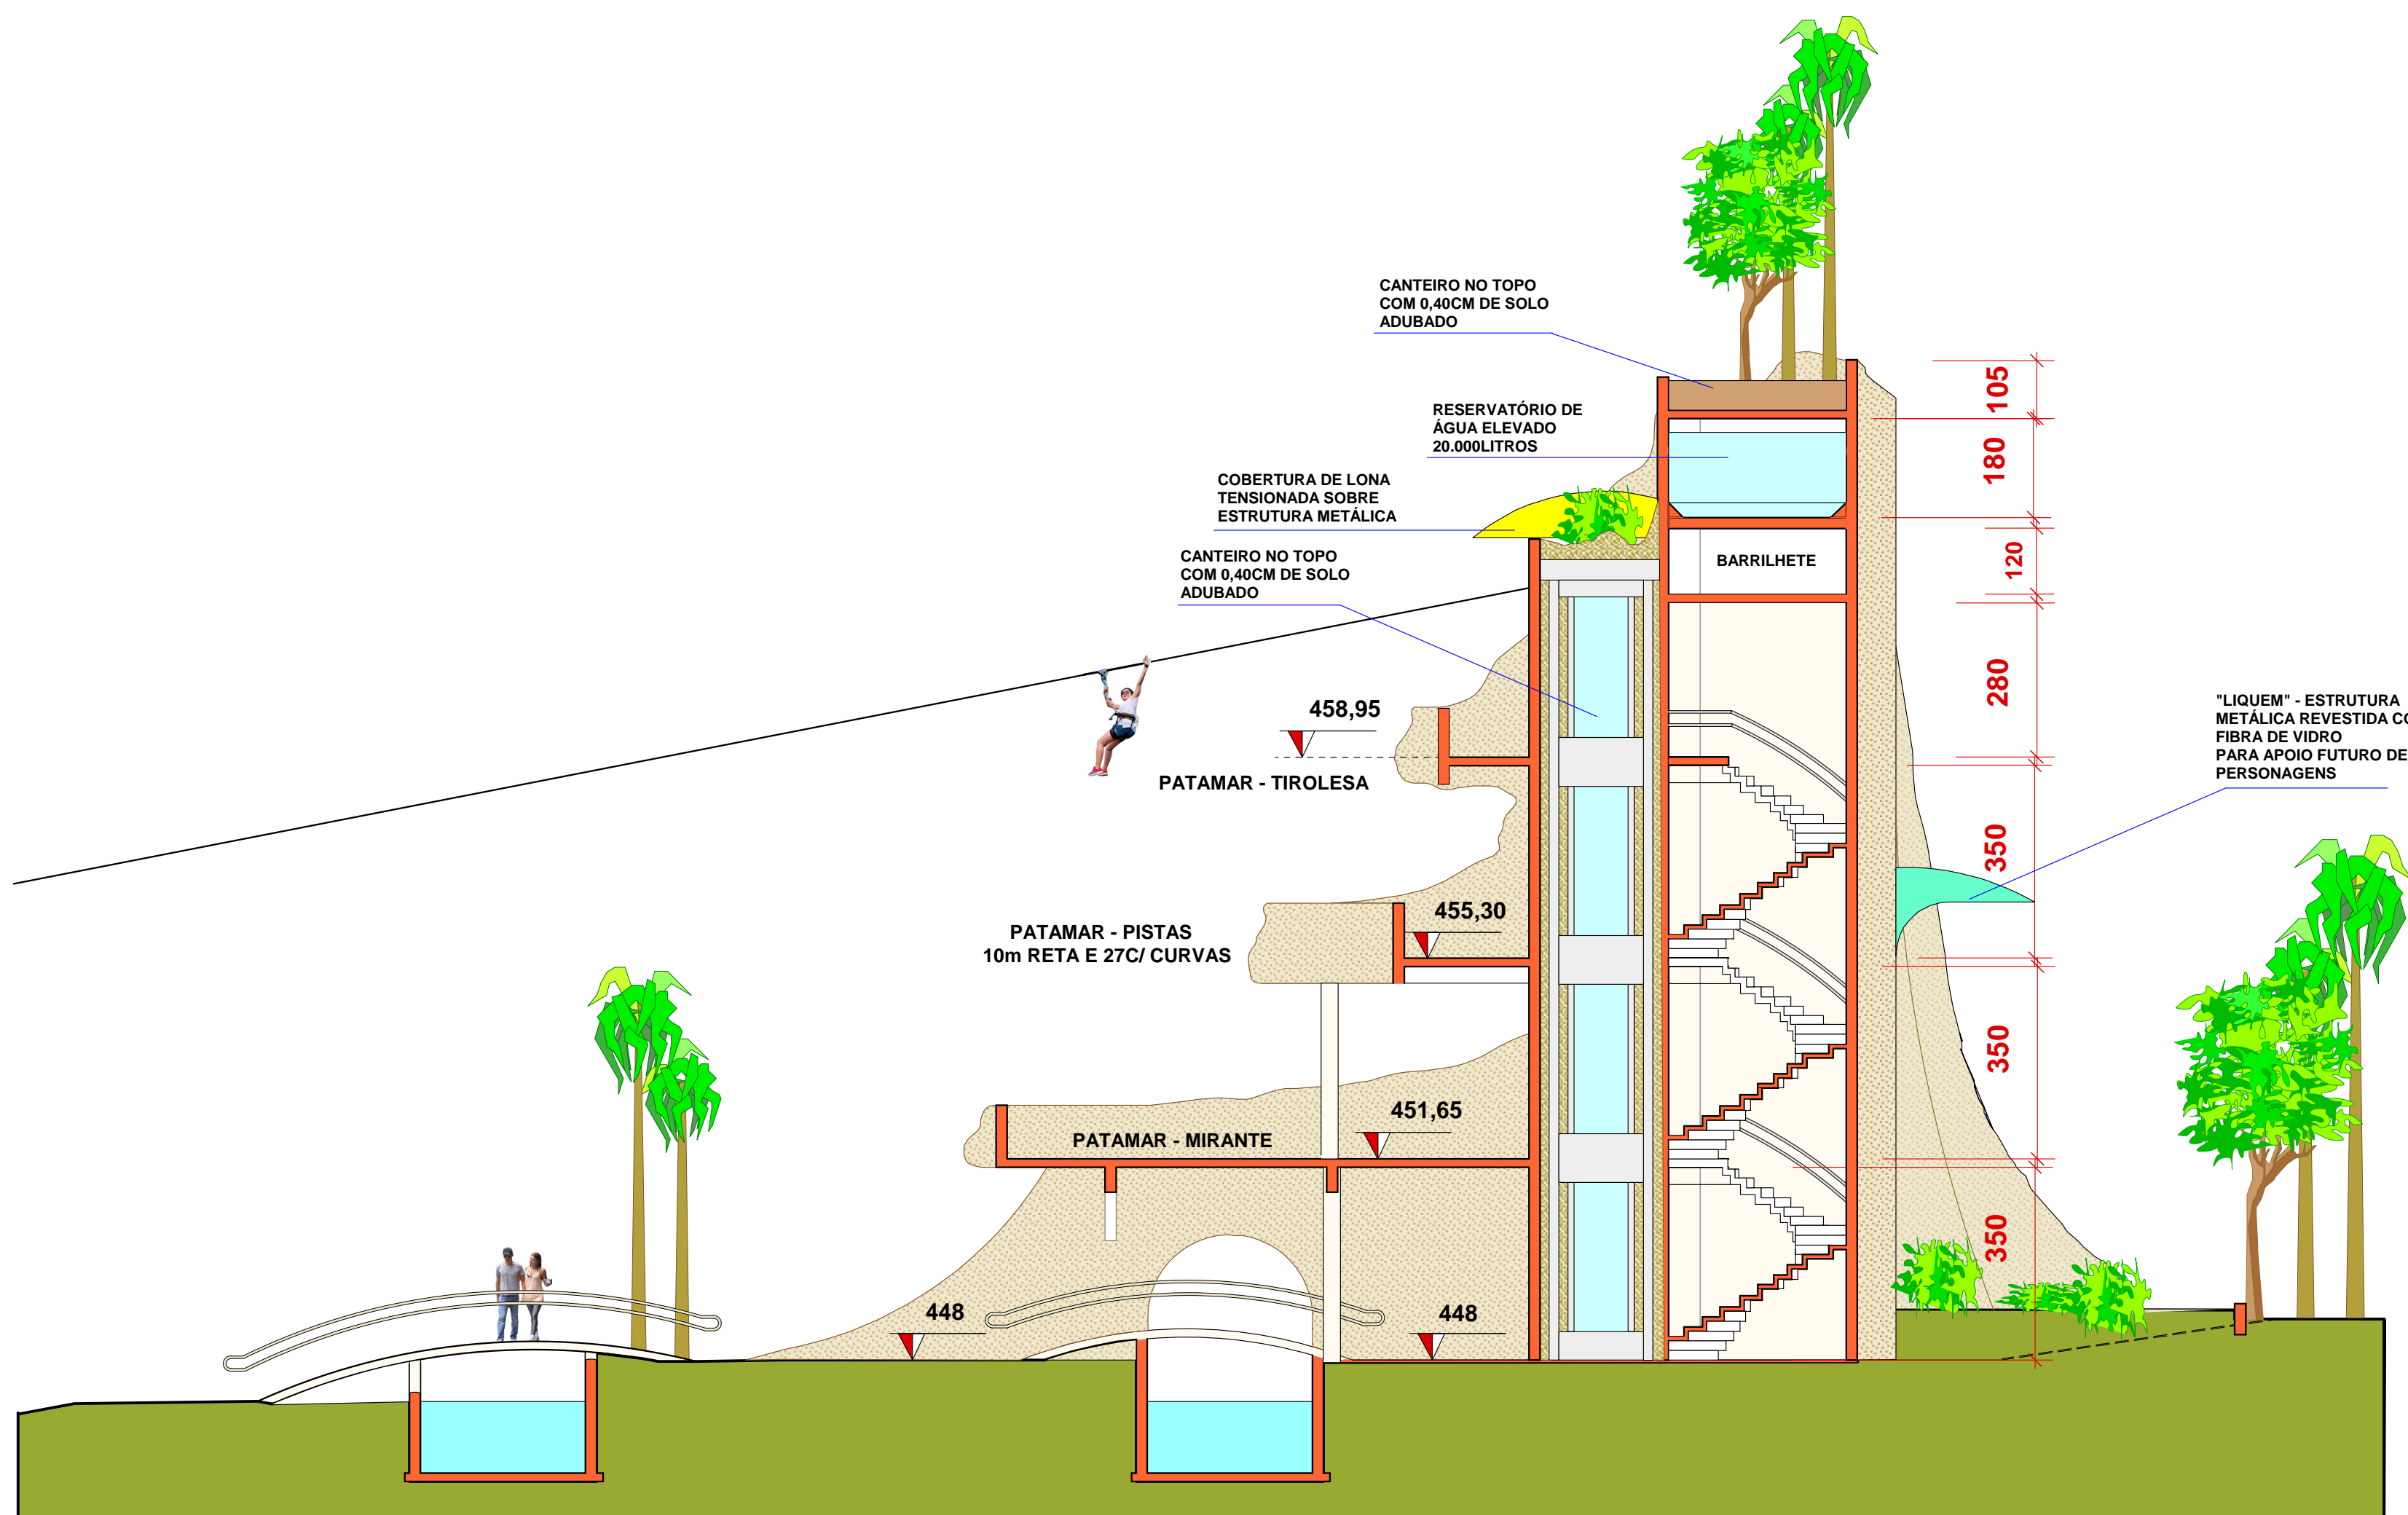 CANTEIRO NO TOPO
COM 0,40CM DE SOLO
ADUBADO
105
RESERVATÓRIO DE
ÁGUA ELEVADO
20.000LITROS
180
COBERTURA DE LONA
TENSIONADA SOBRE
ESTRUTURA METÁLICA
CANTEIRO NO TOPO
COM 0,40CM DE SOLO
ADUBADO
BARRILHETE
120
280
458,95
PATAMAR - TIROLESA
"LIQUEM" - ESTRUTURA
METÁLICA REVESTIDA CO
FIBRA DE VIDRO
PARA APOIO FUTURO DE
PERSONAGENS
350
455,30
PATAMAR - PISTAS
10m RETA E 27C/ CURVAS
350
451,65
PATAMAR - MIRANTE
350
448
448